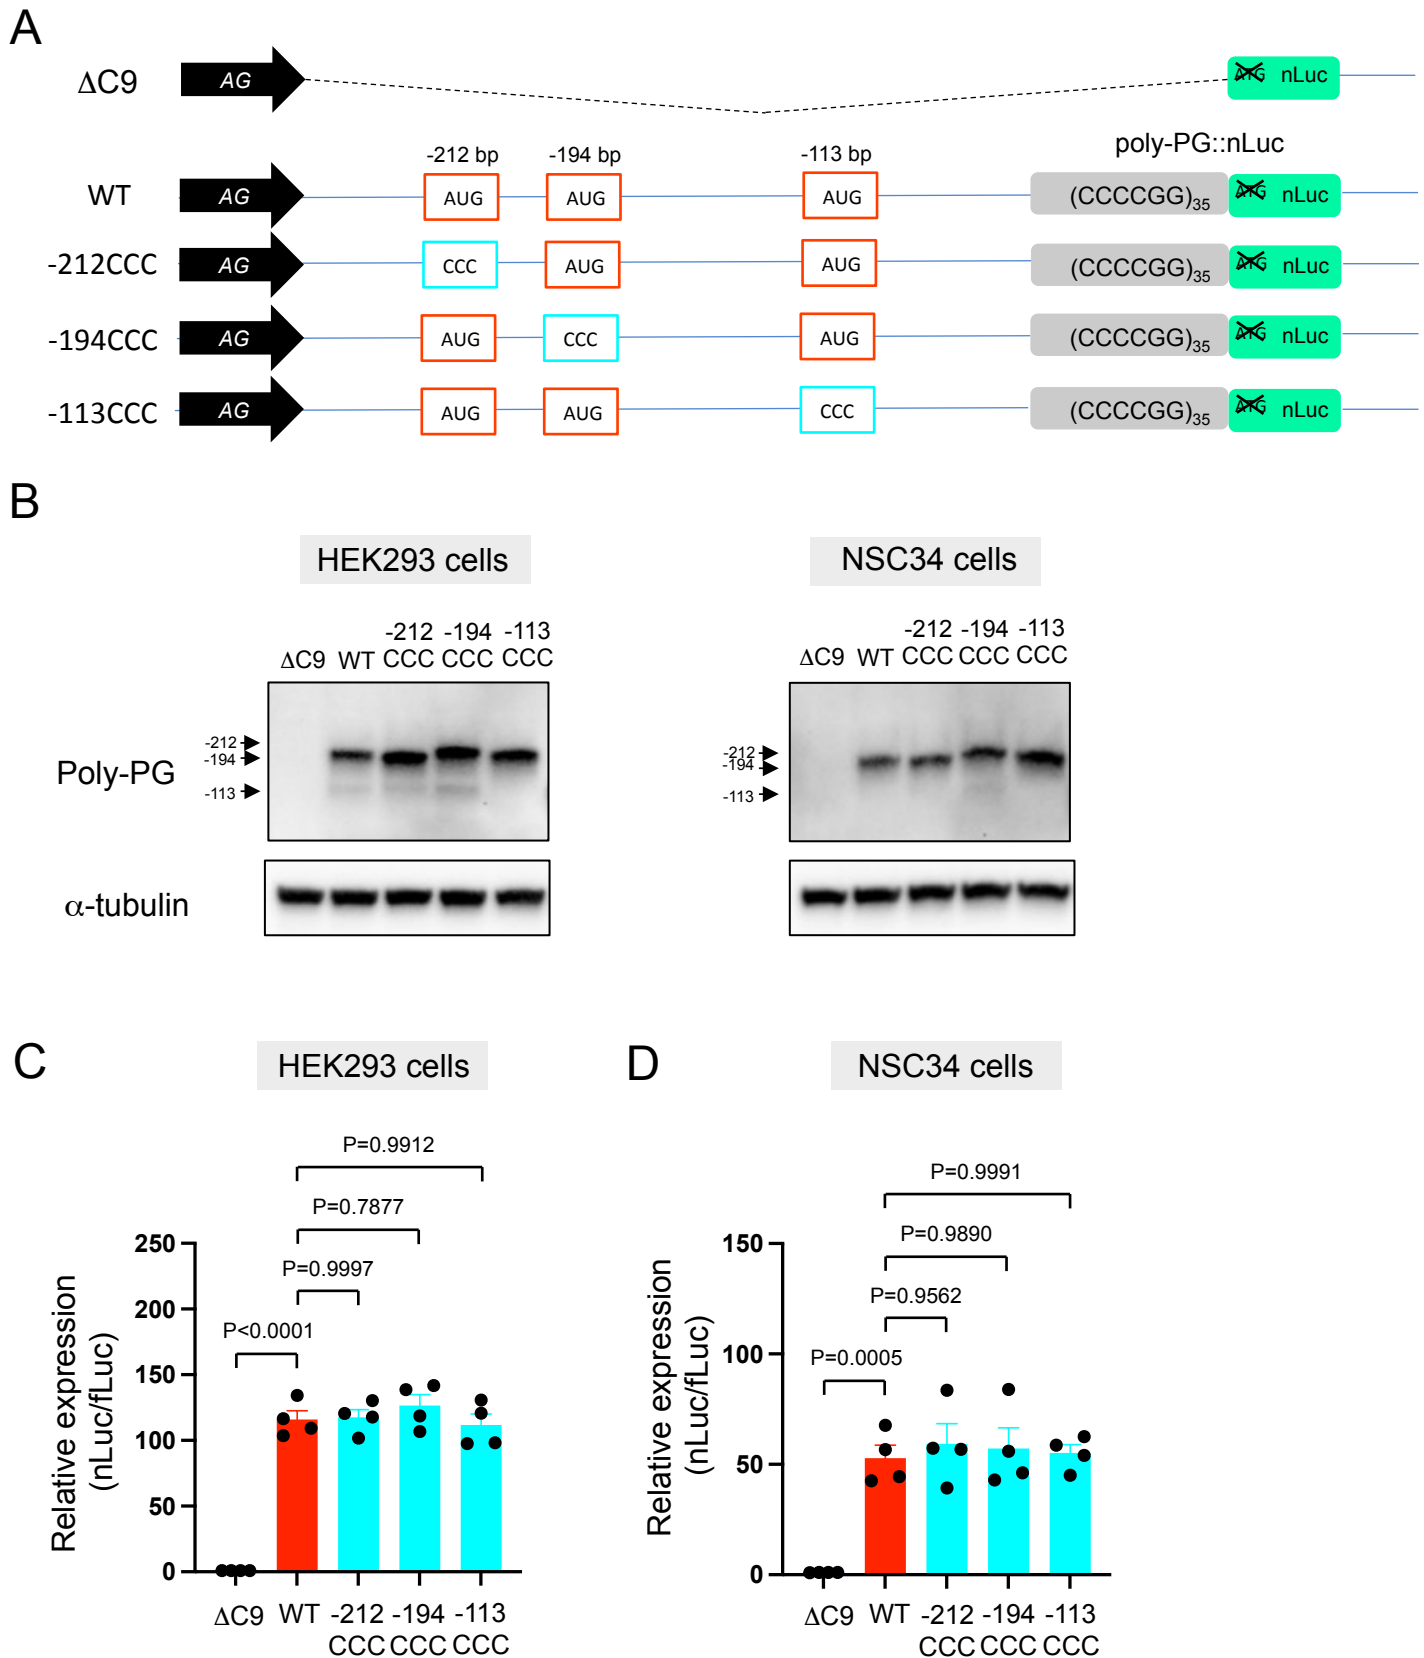 A
ΔC9 AG ATG nLuc
-212 bp -194 bp -113 bp poly-PG::nLuc
WT AG AUG AUG AUG (CCCCGG)35 ATG nLuc
-212CCC AG CCC AUG AUG (CCCCGG)35 ATG nLuc
-194CCC AG AUG CCC AUG (CCCCGG)35 ATG nLuc
-113CCC AG AUG AUG CCC (CCCCGG)35 ATG nLuc
B
HEK293 cells
-212 -194 -113
ΔC9 WT CCC CCC CCC
-212
-194
-113
Poly-PG
α-tubulin
NSC34 cells
-212 -194 -113
ΔC9 WT CCC CCC CCC
-212
-194
-113
C
HEK293 cells
P=0.9912
P=0.7877
P=0.9997
P<0.0001
Relative expression
(nLuc/fLuc)
250
200
150
100
50
0
ΔC9 WT -212 -194 -113
CCC CCC CCC
D
NSC34 cells
P=0.9991
P=0.9890
P=0.9562
P=0.0005
Relative expression
(nLuc/fLuc)
150
100
50
0
ΔC9 WT -212 -194 -113
CCC CCC CCC